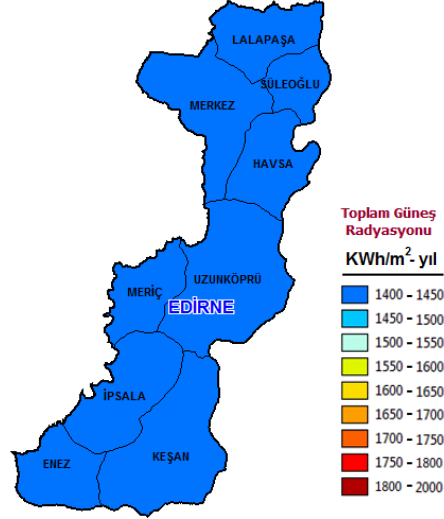 LALAPAŞA
SÜLEOĞLU
MERKEZ
HAVSA
UZUNKÖPRÜ
MERİÇ
EDİRNE
İPSALA
KEŞAN
ENEZ
Toplam Güneş
Radyasyonu
KWh/m²- yıl
1400 - 1450
1450 - 1500
1500 - 1550
1550 - 1600
1600 - 1650
1650 - 1700
1700 - 1750
1750 - 1800
1800 - 2000